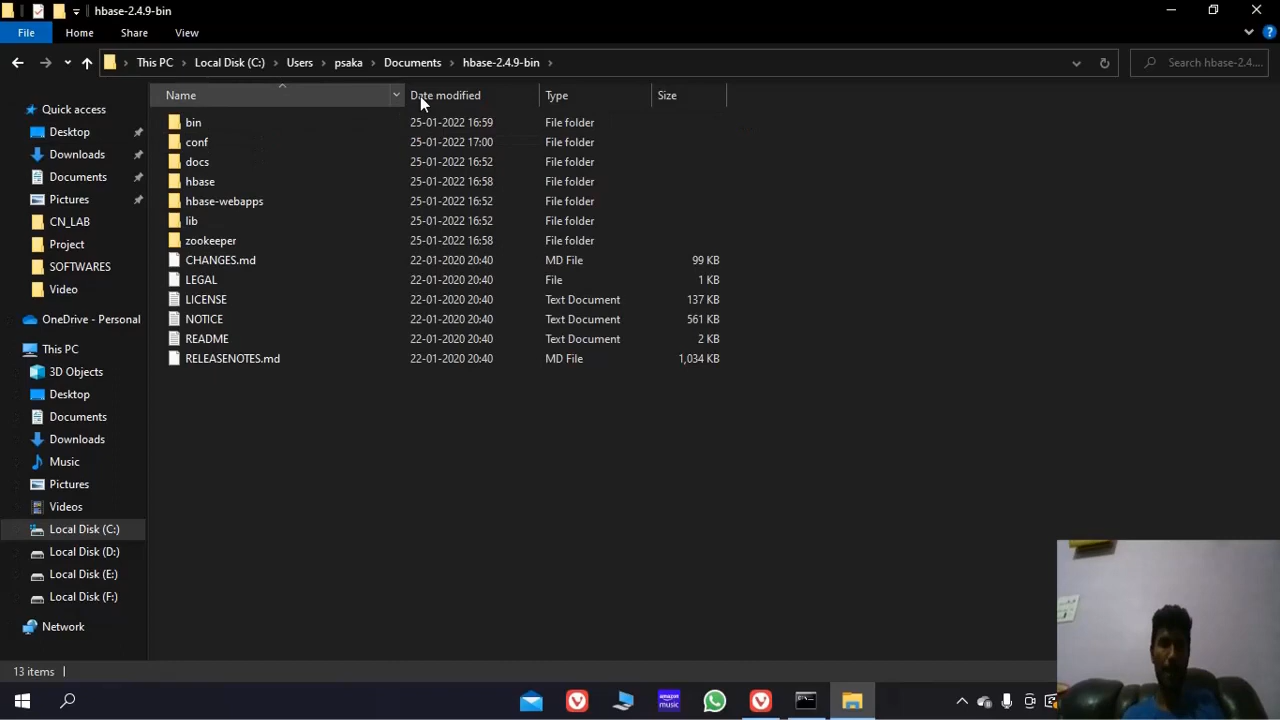 hbase-2.4.9-bin
File Home Share View
This PC Local Disk (C:) Users psaka Documents hbase-2.4.9-bin Search hbase-2.4....
Name Date modified Type Size
Quick access
Desktop
Downloads
Documents
Pictures
CN_LAB
Project
SOFTWARES
Video
OneDrive - Personal
This PC
3D Objects
Desktop
Documents
Downloads
Music
Pictures
Videos
Local Disk (C:)
Local Disk (D:)
Local Disk (E:)
Local Disk (F:)
Network
bin 25-01-2022 16:59 File folder
conf 25-01-2022 17:00 File folder
docs 25-01-2022 16:52 File folder
hbase 25-01-2022 16:58 File folder
hbase-webapps 25-01-2022 16:52 File folder
lib 25-01-2022 16:52 File folder
zookeeper 25-01-2022 16:58 File folder
CHANGES.md 22-01-2020 20:40 MD File 99 KB
LEGAL 22-01-2020 20:40 File 1 KB
LICENSE 22-01-2020 20:40 Text Document 137 KB
NOTICE 22-01-2020 20:40 Text Document 561 KB
README 22-01-2020 20:40 Text Document 2 KB
RELEASENOTES.md 22-01-2020 20:40 MD File 1,034 KB
13 items
amazon
music